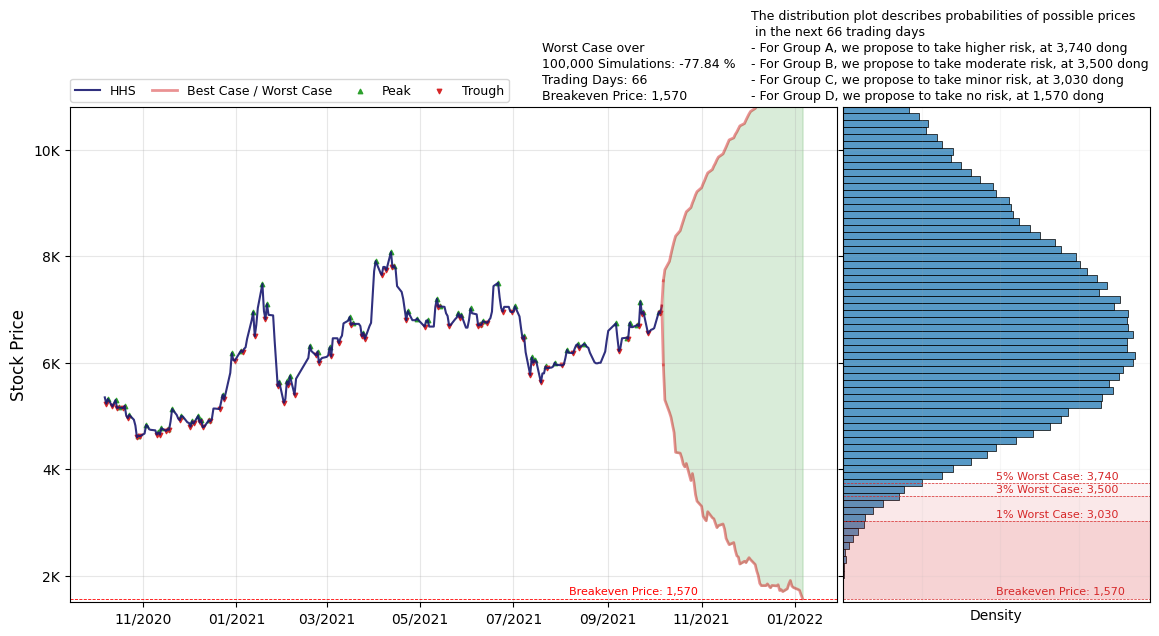 The distribution plot describes probabilities of possible prices
in the next 66 trading days
- For Group A, we propose to take higher risk, at 3,740 dong
- For Group B, we propose to take moderate risk, at 3,500 dong
- For Group C, we propose to take minor risk, at 3,030 dong
- For Group D, we propose to take no risk, at 1,570 dong
Worst Case over
100,000 Simulations: -77.84 %
Trading Days: 66
Breakeven Price: 1,570
HHS
Best Case / Worst Case
Peak
Trough
Stock Price
10K
8K
6K
4K
2K
Breakeven Price: 1,570
11/2020
01/2021
03/2021
05/2021
07/2021
09/2021
11/2021
01/2022
5% Worst Case: 3,740
3% Worst Case: 3,500
1% Worst Case: 3,030
Breakeven Price: 1,570
Density